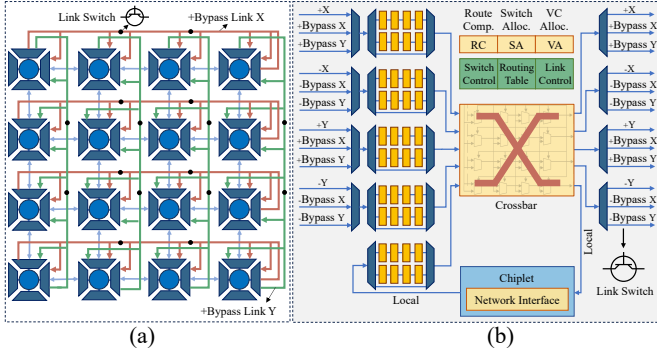 Link Switch
+Bypass Link X
+Bypass Link Y
(a)
+X
+Bypass X
+Bypass Y
-X
-Bypass X
-Bypass Y
+Y
+Bypass X
+Bypass Y
-Y
-Bypass X
-Bypass Y
Local
Route Switch VC
Comp. Alloc. Alloc.
RC SA VA
Switch Routing Link
Control Table Control
Crossbar
Chiplet
Network Interface
Local
+X
+Bypass X
+Bypass Y
-X
-Bypass X
-Bypass Y
+Y
+Bypass X
+Bypass Y
-Y
-Bypass X
-Bypass Y
Link Switch
(b)